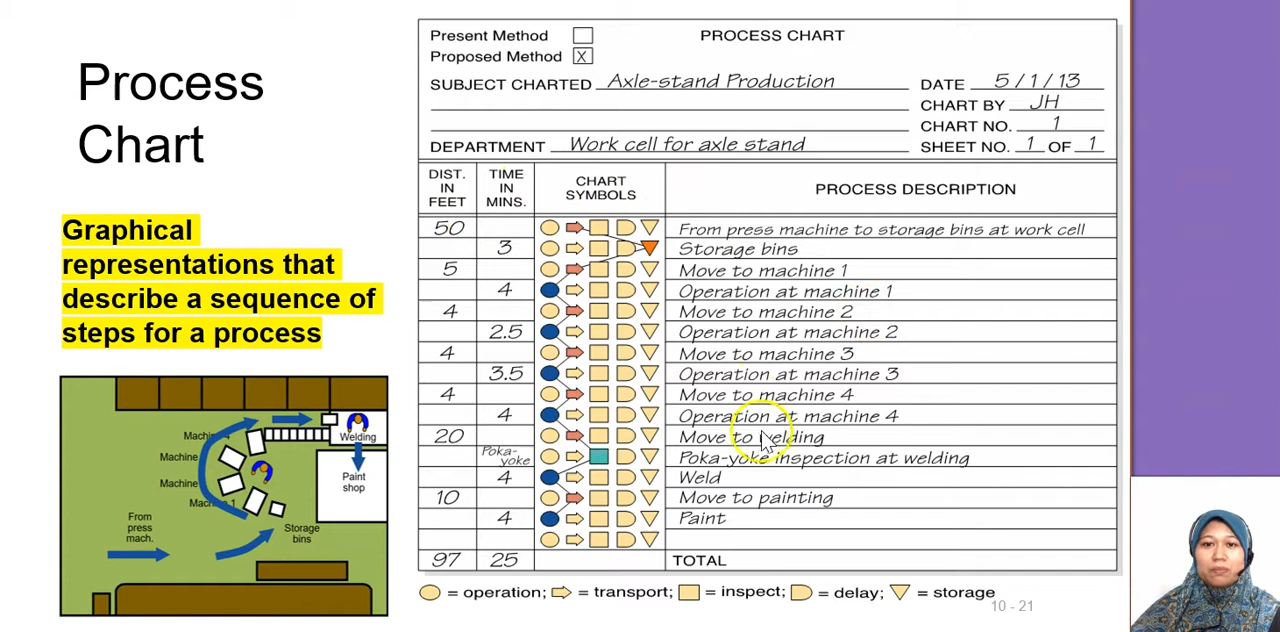 Process
Chart
Graphical
representations that
describe a sequence of
steps for a process
Machine 4
Machine
Machine
Machine 1
Welding
Paint
shop
From
press
mach.
Storage
bins
Present Method
Proposed Method X
PROCESS CHART
SUBJECT CHARTED Axle-stand Production DATE 5 / 1 / 13
CHART BY JH
CHART NO. 1
DEPARTMENT Work cell for axle stand SHEET NO. 1 OF 1
DIST. IN FEET TIME IN MINS. CHART SYMBOLS PROCESS DESCRIPTION
50 From press machine to storage bins at work cell
3 Storage bins
5 Move to machine 1
4 Operation at machine 1
4 Move to machine 2
2.5 Operation at machine 2
4 Move to machine 3
3.5 Operation at machine 3
4 Move to machine 4
4 Operation at machine 4
20 Move to welding
Poka-yoke Poka-yoke inspection at welding
4 Weld
10 Move to painting
4 Paint
97 25 TOTAL
= operation; = transport; = inspect; = delay; = storage
10 - 21